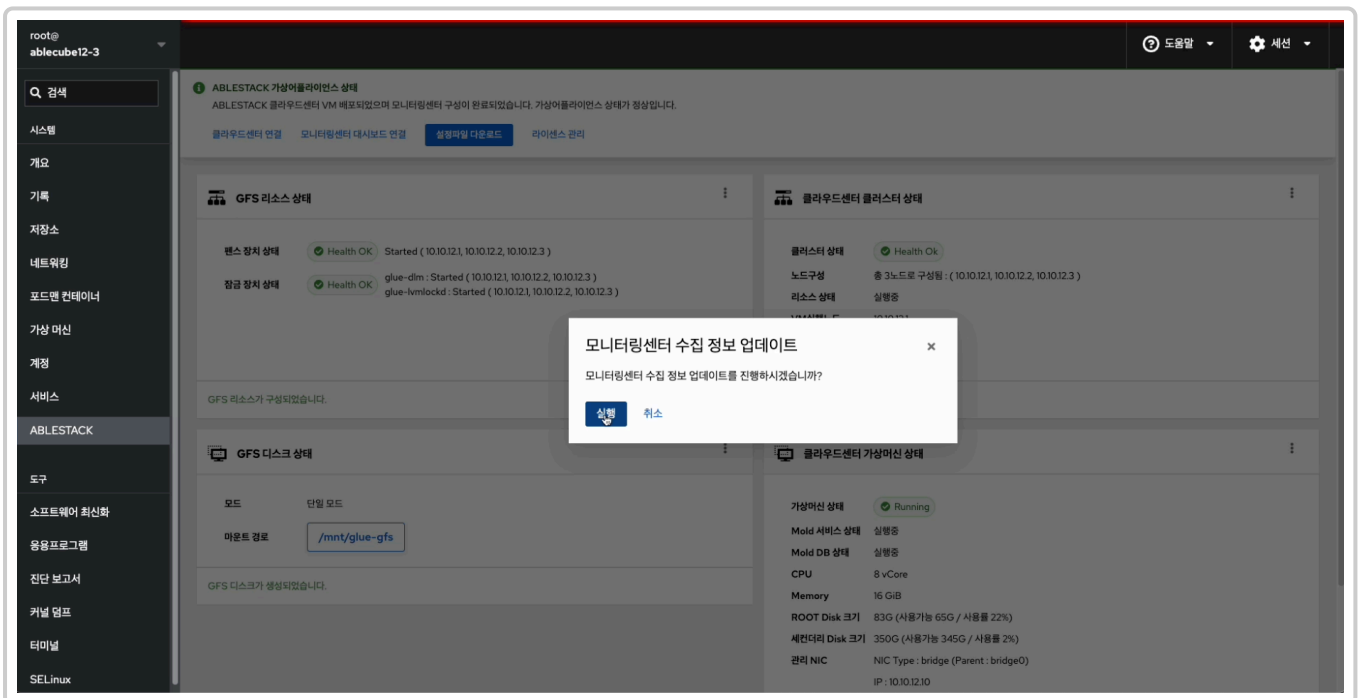 root@
ablecube12-3
도움말
세션
검색
시스템
개요
기록
저장소
네트워킹
포드맨 컨테이너
가상 머신
계정
서비스
ABLESTACK
도구
소프트웨어 최신화
응용프로그램
진단 보고서
커널 덤프
터미널
SELinux
ABLESTACK 가상어플라이언스 상태
ABLESTACK 클라우드센터 VM 배포되었으며 모니터링센터 구성이 완료되었습니다. 가상어플라이언스 상태가 정상입니다.
클라우드센터 연결 모니터링센터 대시보드 연결 설정파일 다운로드 라이센스 관리
GFS 리소스 상태
펜스 장치 상태 Health OK Started ( 10.10.12.1, 10.10.12.2, 10.10.12.3 )
잠금 장치 상태 Health OK glue-dlm : Started ( 10.10.12.1, 10.10.12.2, 10.10.12.3 )
glue-lvmlockd : Started ( 10.10.12.1, 10.10.12.2, 10.10.12.3 )
GFS 리소스가 구성되었습니다.
클라우드센터 클러스터 상태
클러스터 상태 Health Ok
노드구성 총 3노드로 구성됨 : ( 10.10.12.1, 10.10.12.2, 10.10.12.3 )
리소스 상태 실행중
모니터링센터 수집 정보 업데이트 ×
모니터링센터 수집 정보 업데이트를 진행하시겠습니까?
실행 취소
GFS 디스크 상태
모드 단일 모드
마운트 경로 /mnt/glue-gfs
GFS 디스크가 생성되었습니다.
클라우드센터 가상머신 상태
가상머신 상태 Running
Mold 서비스 상태 실행중
Mold DB 상태 실행중
CPU 8 vCore
Memory 16 GiB
ROOT Disk 크기 83G (사용가능 65G / 사용률 22%)
세컨더리 Disk 크기 350G (사용가능 345G / 사용률 2%)
관리 NIC NIC Type : bridge (Parent : bridge0)
IP : 10.10.12.10